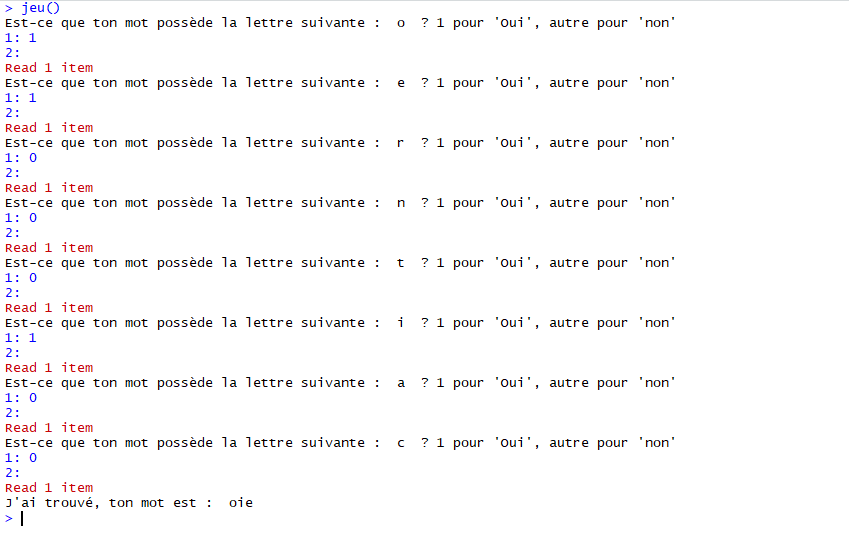 > jeu()
Est-ce que ton mot possède la lettre suivante :  o  ? 1 pour 'Oui', autre pour 'non'
1: 1
2:
Read 1 item
Est-ce que ton mot possède la lettre suivante :  e  ? 1 pour 'Oui', autre pour 'non'
1: 1
2:
Read 1 item
Est-ce que ton mot possède la lettre suivante :  r  ? 1 pour 'Oui', autre pour 'non'
1: 0
2:
Read 1 item
Est-ce que ton mot possède la lettre suivante :  n  ? 1 pour 'Oui', autre pour 'non'
1: 0
2:
Read 1 item
Est-ce que ton mot possède la lettre suivante :  t  ? 1 pour 'Oui', autre pour 'non'
1: 0
2:
Read 1 item
Est-ce que ton mot possède la lettre suivante :  i  ? 1 pour 'Oui', autre pour 'non'
1: 1
2:
Read 1 item
Est-ce que ton mot possède la lettre suivante :  a  ? 1 pour 'Oui', autre pour 'non'
1: 0
2:
Read 1 item
Est-ce que ton mot possède la lettre suivante :  c  ? 1 pour 'Oui', autre pour 'non'
1: 0
2:
Read 1 item
J'ai trouvé, ton mot est :  oie
>